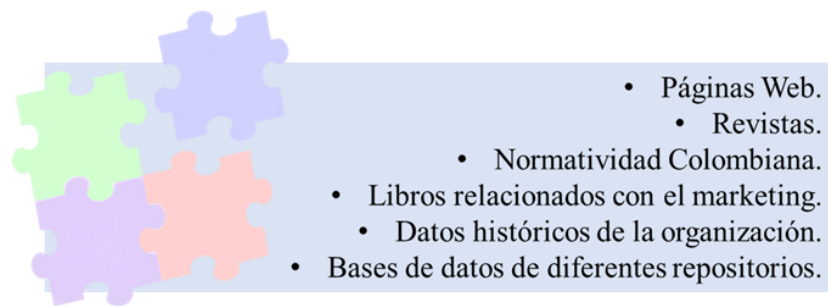 • Páginas Web.
• Revistas.
• Normatividad Colombiana.
• Libros relacionados con el marketing.
• Datos históricos de la organización.
• Bases de datos de diferentes repositorios.